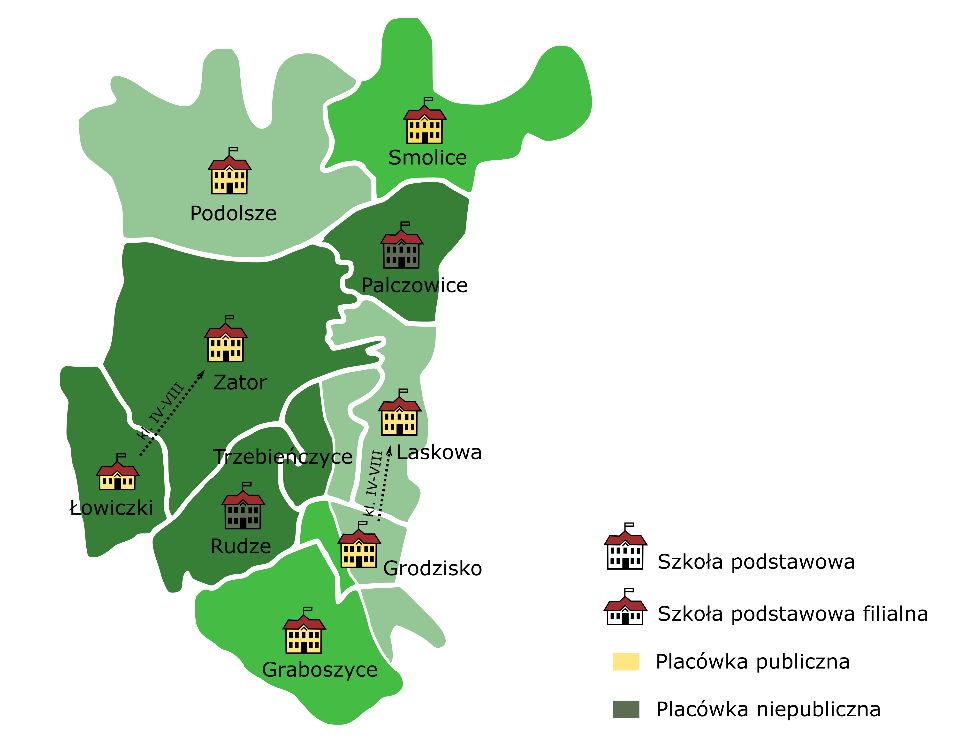 Smolice
Podolsze
Palczowice
Zator
kl. IV-VIII
Laskowa
Trzebieńczyce
kl. IV-VIII
Łowiczki
Rudze
Grodzisko
Graboszyce
Szkoła podstawowa
Szkoła podstawowa filialna
Placówka publiczna
Placówka niepubliczna